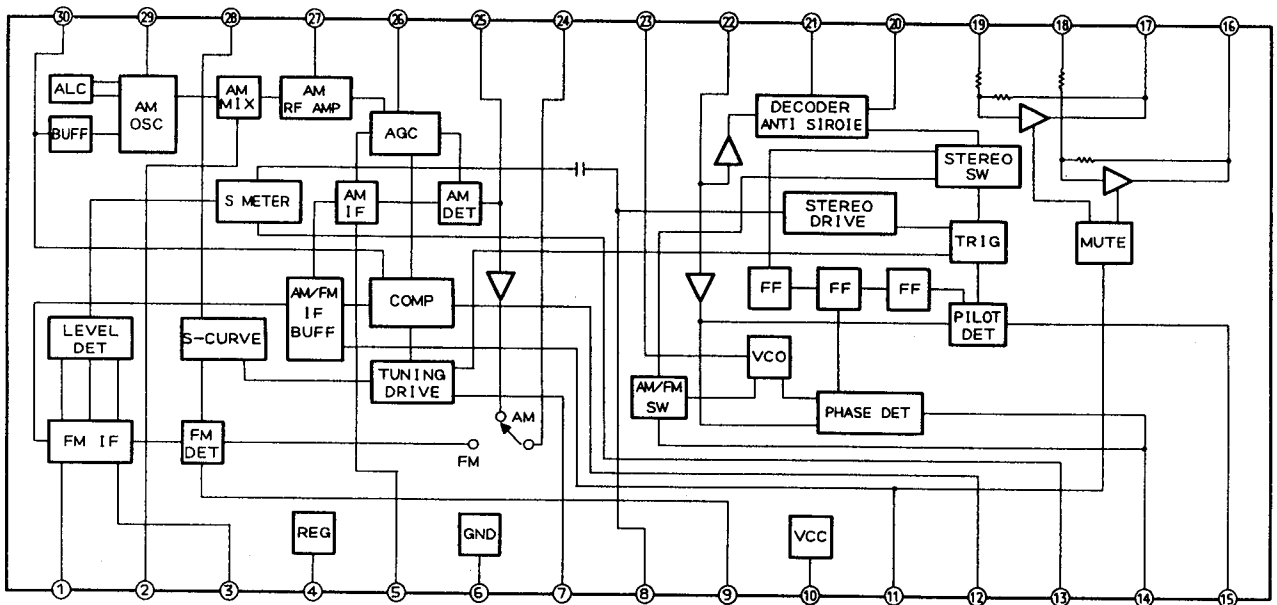 30 29 28 27 26 25 24 23 22 21 20 19 18 17 16
ALC
AM
OSC
BUFF
AM
MIX
AM
RF AMP
AGC
DECODER
ANTI SIROIE
STEREO
SW
S METER
AM
IF
AM
DET
STEREO
DRIVE
TRIG
MUTE
AM/FM
IF
BUFF
COMP
FF
FF
FF
PILOT
DET
LEVEL
DET
S-CURVE
TUNING
DRIVE
VCO
AM/FM
SW
PHASE DET
FM IF
FM
DET
AM
FM
REG
GND
VCC
1 2 3 4 5 6 7 8 9 10 11 12 13 14 15